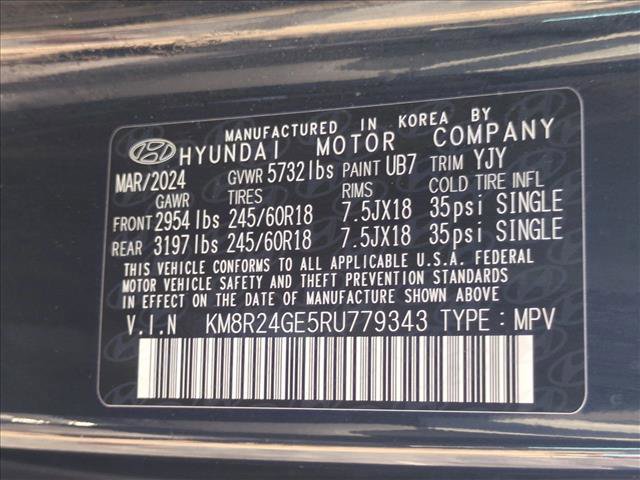 MANUFACTURED IN KOREA BY
HYUNDAI MOTOR COMPANY
MAR/2024 GVWR 5732lbs PAINT UB7 TRIM YJY
GAWR TIRES RIMS COLD TIRE INFL
FRONT 2954lbs 245/60R18 7.5JX18 35psi SINGLE
REAR 3197lbs 245/60R18 7.5JX18 35psi SINGLE
THIS VEHICLE CONFORMS TO ALL APPLICABLE U.S.A. FEDERAL
MOTOR VEHICLE SAFETY AND THEFT PREVENTION STANDARDS
IN EFFECT ON THE DATE OF MANUFACTURE SHOWN ABOVE
V.I.N KM8R24GE5RU779343 TYPE: MPV